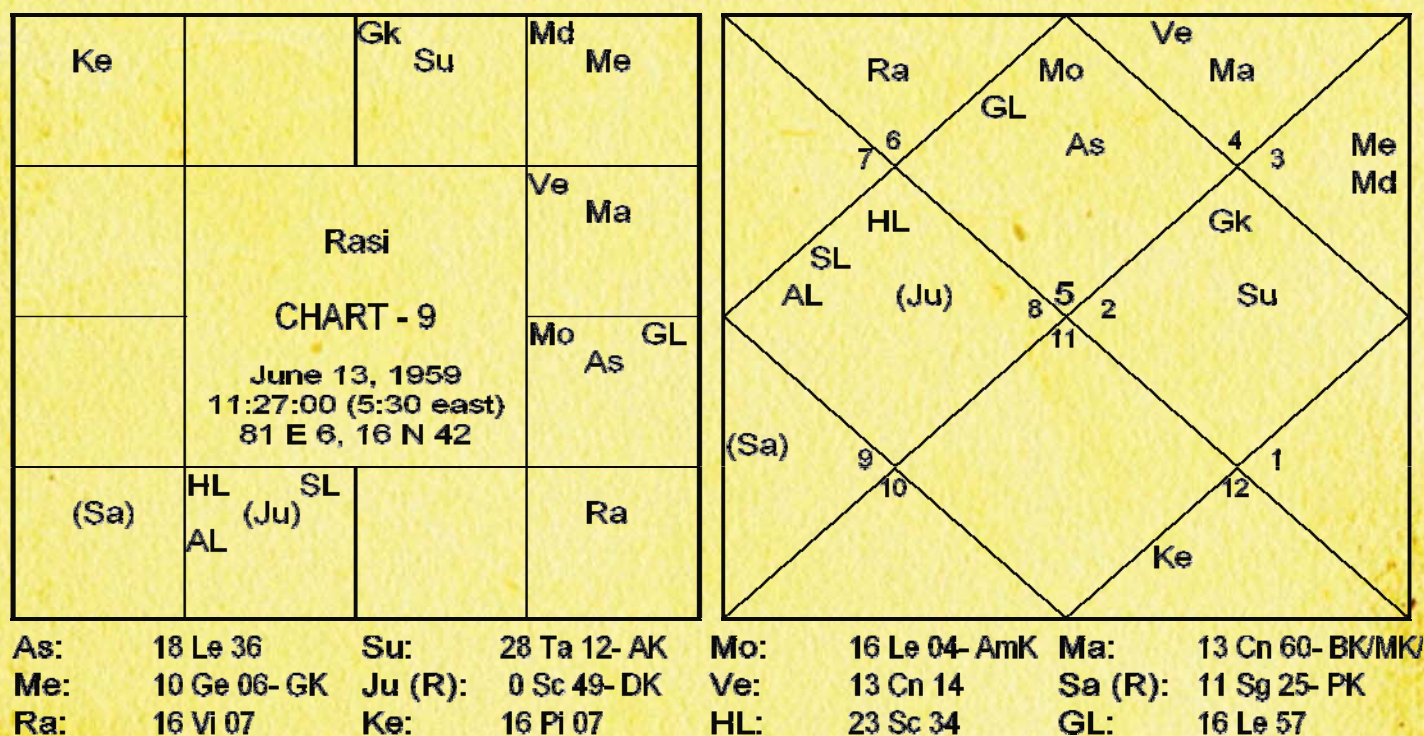 Ke
Gk
Su
Md
Me
Ve
Ma
Rasi
CHART - 9
June 13, 1959
11:27:00 (5:30 east)
81 E 6, 16 N 42
Mo GL
As
(Sa)
HL SL
(Ju)
AL
Ra
Ve
Ra Mo Ma
GL
As
6 4
7 3
Me
Md
HL Gk
SL
AL (Ju) Su
8 5 2
11
(Sa)
9 1
10 12
Ke
As: 18 Le 36 Su: 28 Ta 12- AK Mo: 16 Le 04- AmK Ma: 13 Cn 60- BK/MK/
Me: 10 Ge 06- GK Ju (R): 0 Sc 49- DK Ve: 13 Cn 14 Sa (R): 11 Sg 25- PK
Ra: 16 Vi 07 Ke: 16 Pi 07 HL: 23 Sc 34 GL: 16 Le 57